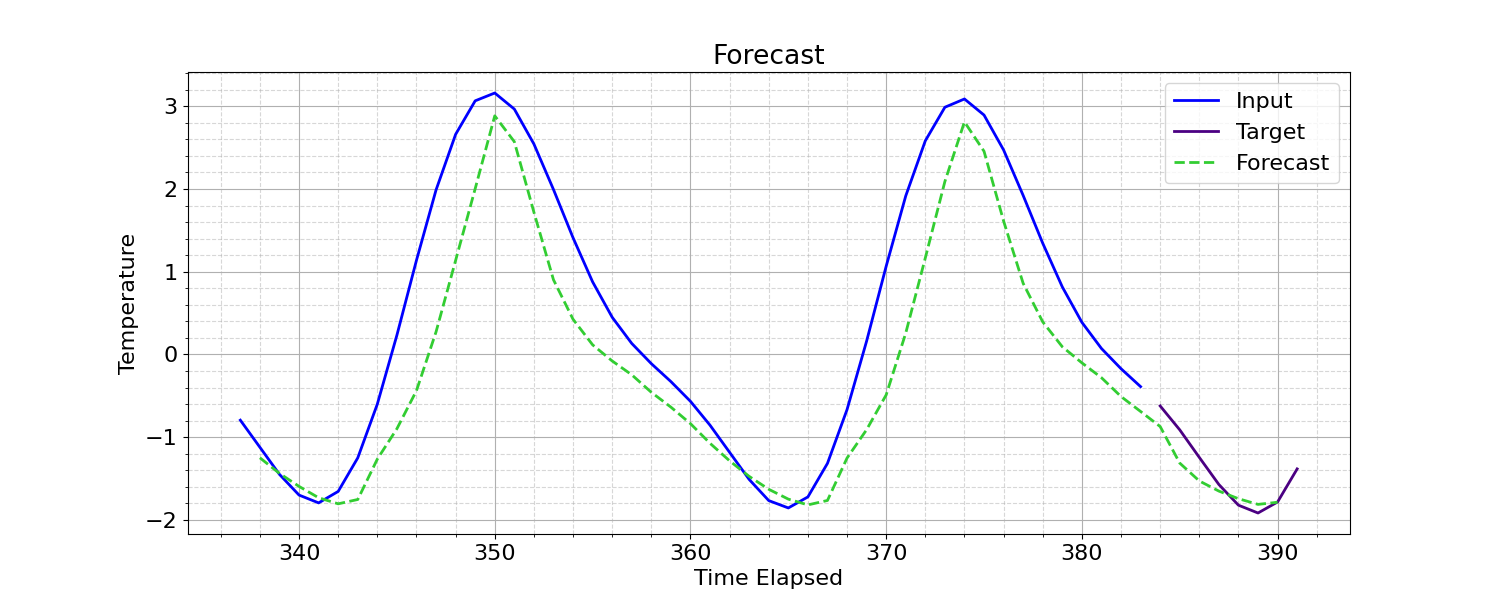 Forecast
Input
Target
Forecast
3
2
1
0
−1
−2
Temperature
340
350
360
370
380
390
Time Elapsed